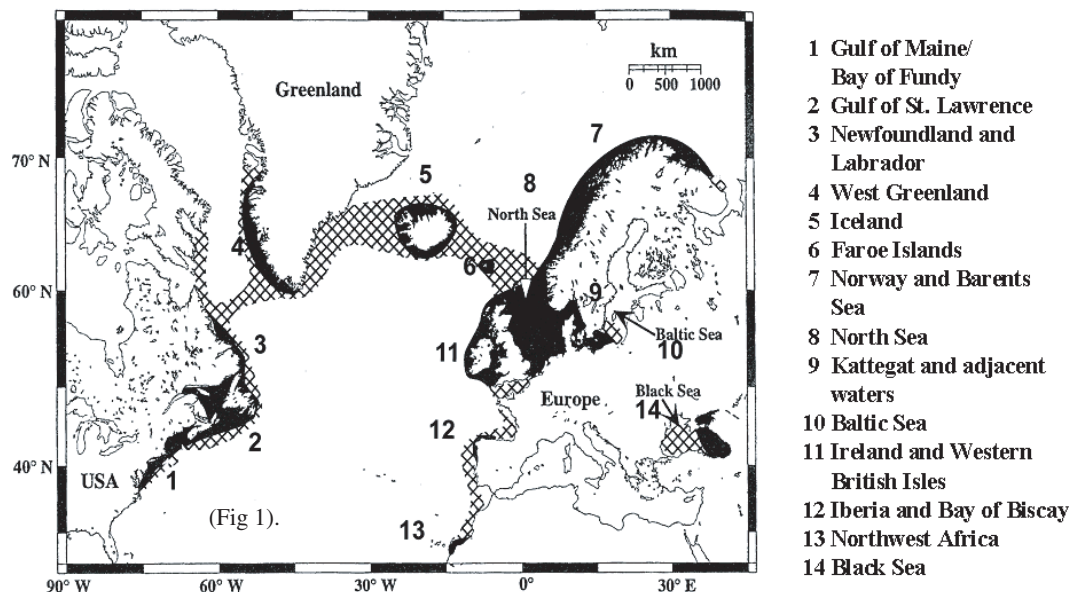 km
0 500 1000
Greenland
70° N
60° N
40° N
7
5
8
North Sea
4
6
9
3
11
Baltic Sea
10
Europe
Black Sea
14
12
2
USA
1
(Fig 1).
13
90° W
60° W
30° W
0°
30° E
1 Gulf of Maine/
Bay of Fundy
2 Gulf of St. Lawrence
3 Newfoundland and
Labrador
4 West Greenland
5 Iceland
6 Faroe Islands
7 Norway and Barents
Sea
8 North Sea
9 Kattegat and adjacent
waters
10 Baltic Sea
11 Ireland and Western
British Isles
12 Iberia and Bay of Biscay
13 Northwest Africa
14 Black Sea